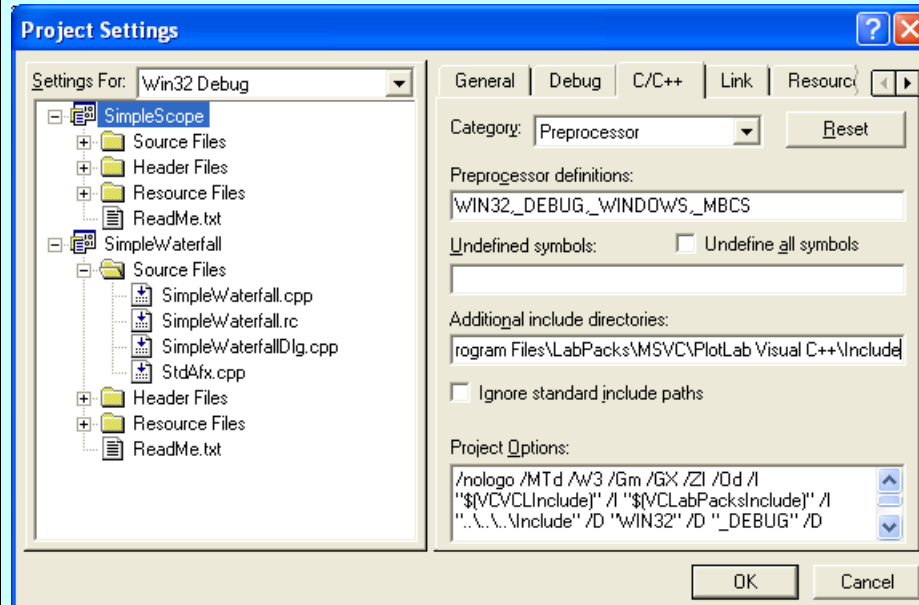 Project Settings
Settings For:
Win32 Debug
SimpleScope
Source Files
Header Files
Resource Files
ReadMe.txt
SimpleWaterfall
Source Files
SimpleWaterfall.cpp
SimpleWaterfall.rc
SimpleWaterfallDlg.cpp
StdAfx.cpp
Header Files
Resource Files
ReadMe.txt
General Debug C/C++ Link Resourc
Category: Preprocessor Reset
Preprocessor definitions:
WIN32,_DEBUG,_WINDOWS,_MBCS
Undefined symbols: Undefine all symbols
Additional include directories:
rogram Files\LabPacks\MSVC\PlotLab Visual C++\Include
Ignore standard include paths
Project Options:
/nologo /MTd /W3 /Gm /GX /ZI /Od /I
"$(VCVCLInclude)" /I "$(VCLabPacksInclude)" /I
"..\..\..\Include" /D "WIN32" /D "_DEBUG" /D
OK Cancel